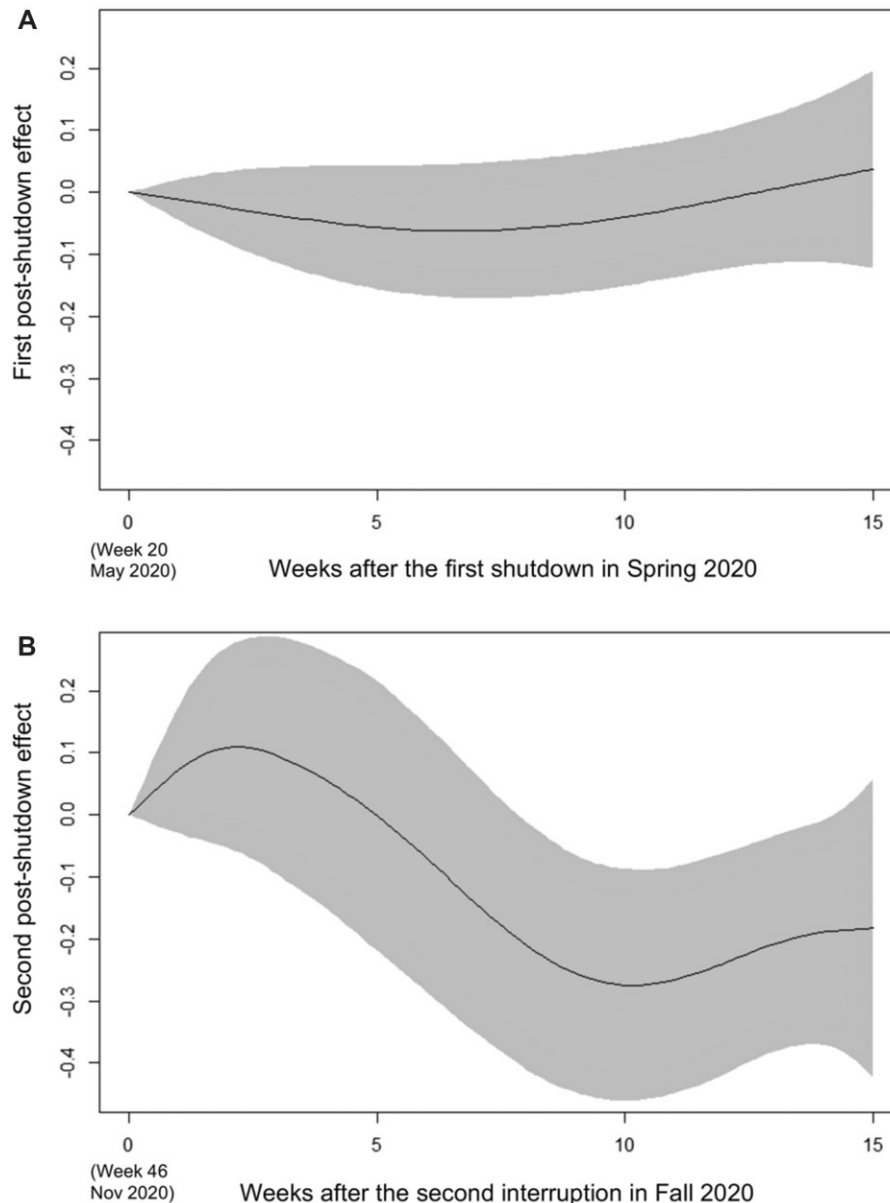 A
First post-shutdown effect
0.2
0.1
0.0
-0.1
-0.2
-0.3
-0.4
0 5 10 15
(Week 20
May 2020)
Weeks after the first shutdown in Spring 2020
B
Second post-shutdown effect
0.2
0.1
0.0
-0.1
-0.2
-0.3
-0.4
0 5 10 15
(Week 46
Nov 2020)
Weeks after the second interruption in Fall 2020